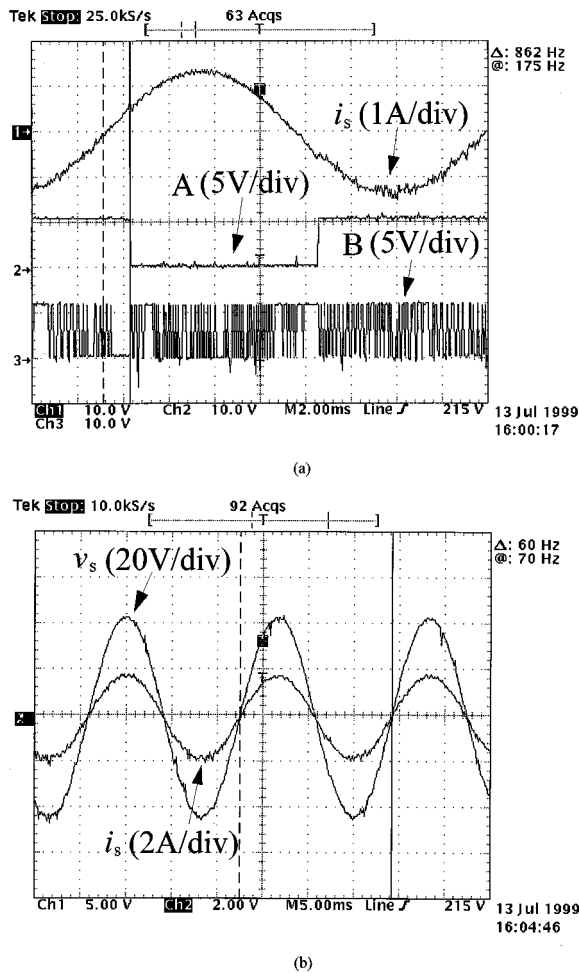 Tek Stop: 25.0kS/s 63 Acqs
Δ: 862 Hz
@: 175 Hz
1→
i_s (1A/div)
A (5V/div)
2→
B (5V/div)
3→
Ch1 10.0 V Ch2 10.0 V M2.00ms Line 215 V
Ch3 10.0 V
13 Jul 1999
16:00:17
(a)
Tek Stop: 10.0kS/s 92 Acqs
Δ: 60 Hz
@: 70 Hz
v_s (20V/div)
i_s (2A/div)
Ch1 5.00 V Ch2 2.00 V M5.00ms Line 215 V
13 Jul 1999
16:04:46
(b)